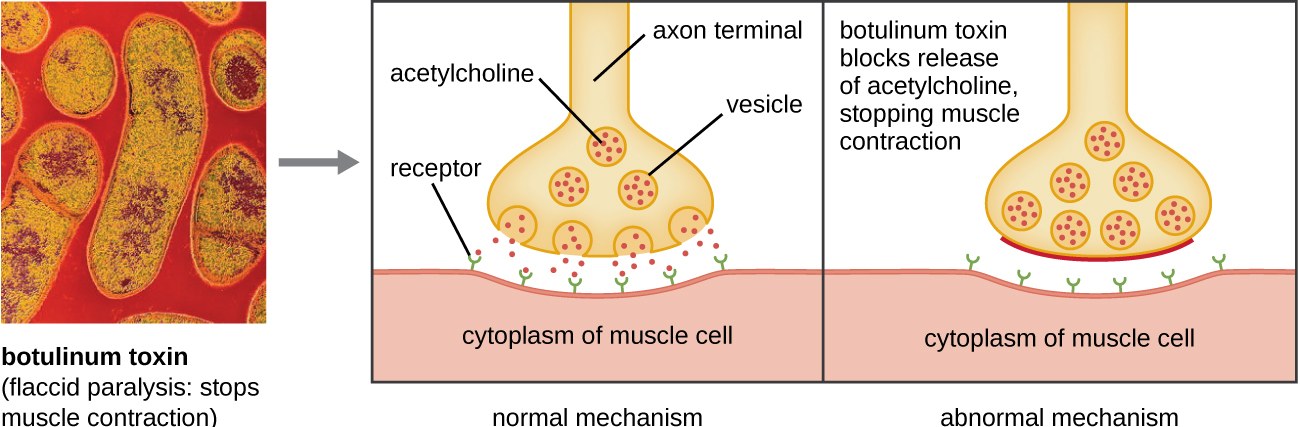 botulinum toxin
(flaccid paralysis: stops
muscle contraction)
axon terminal
acetylcholine
vesicle
receptor
cytoplasm of muscle cell
normal mechanism
botulinum toxin
blocks release
of acetylcholine,
stopping muscle
contraction
cytoplasm of muscle cell
abnormal mechanism